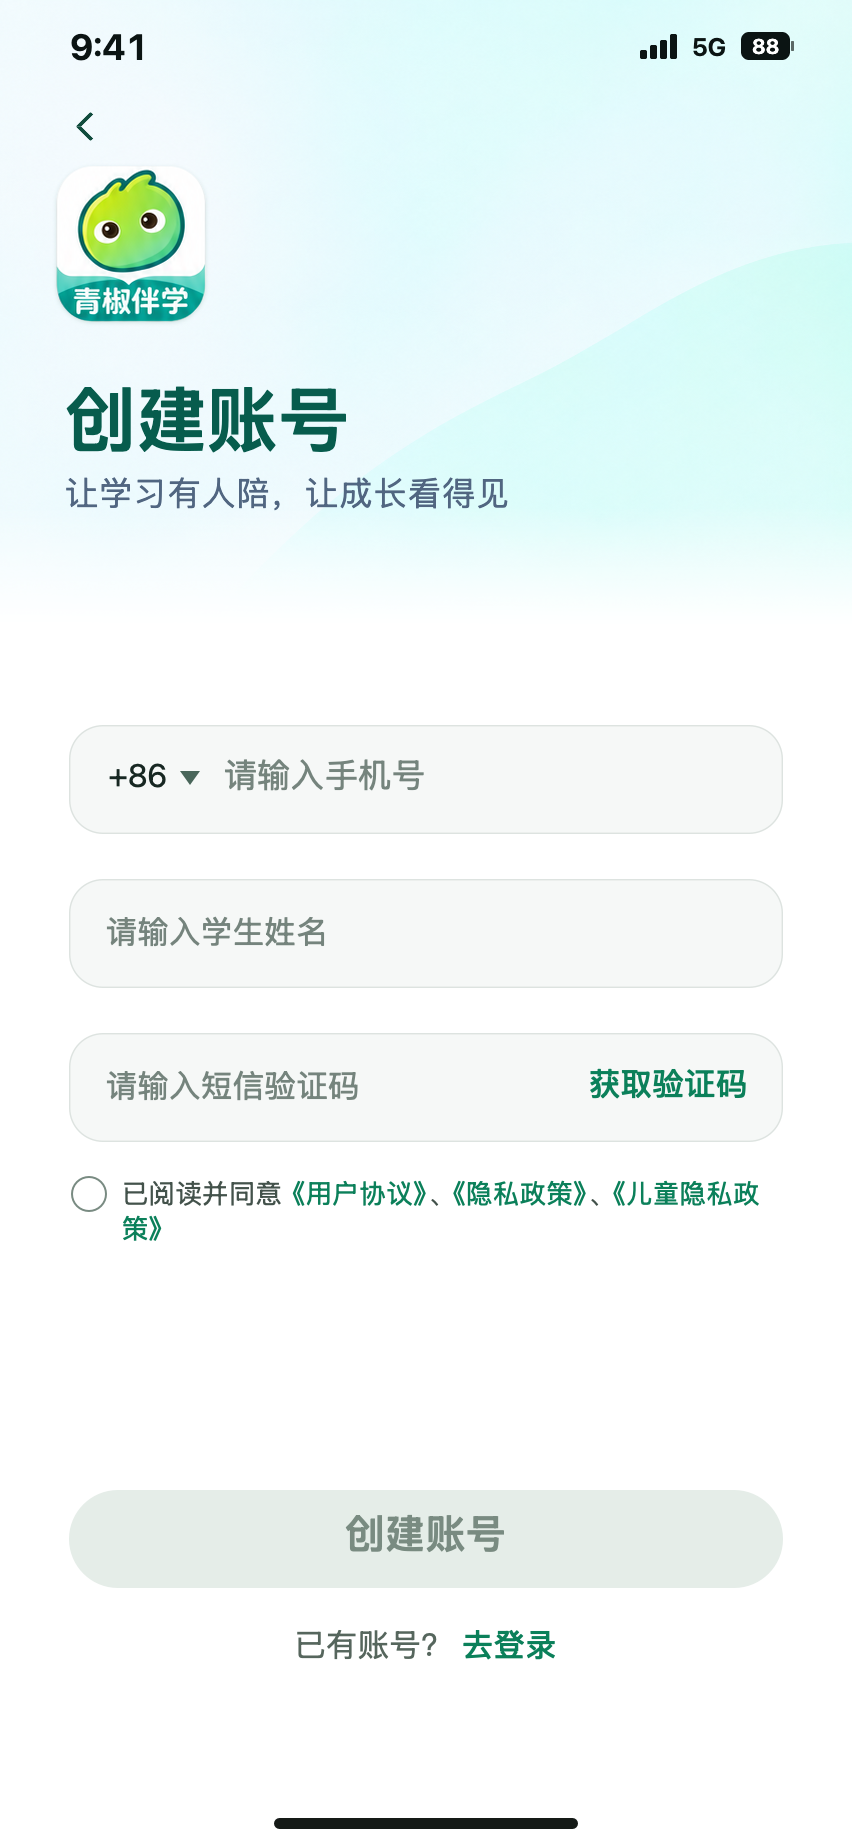 9:41
5G 88
青椒伴学
创建账号
让学习有人陪，让成长看得见
+86 请输入手机号
请输入学生姓名
请输入短信验证码 获取验证码
已阅读并同意《用户协议》、《隐私政策》、《儿童隐私政
策》
创建账号
已有账号？ 去登录